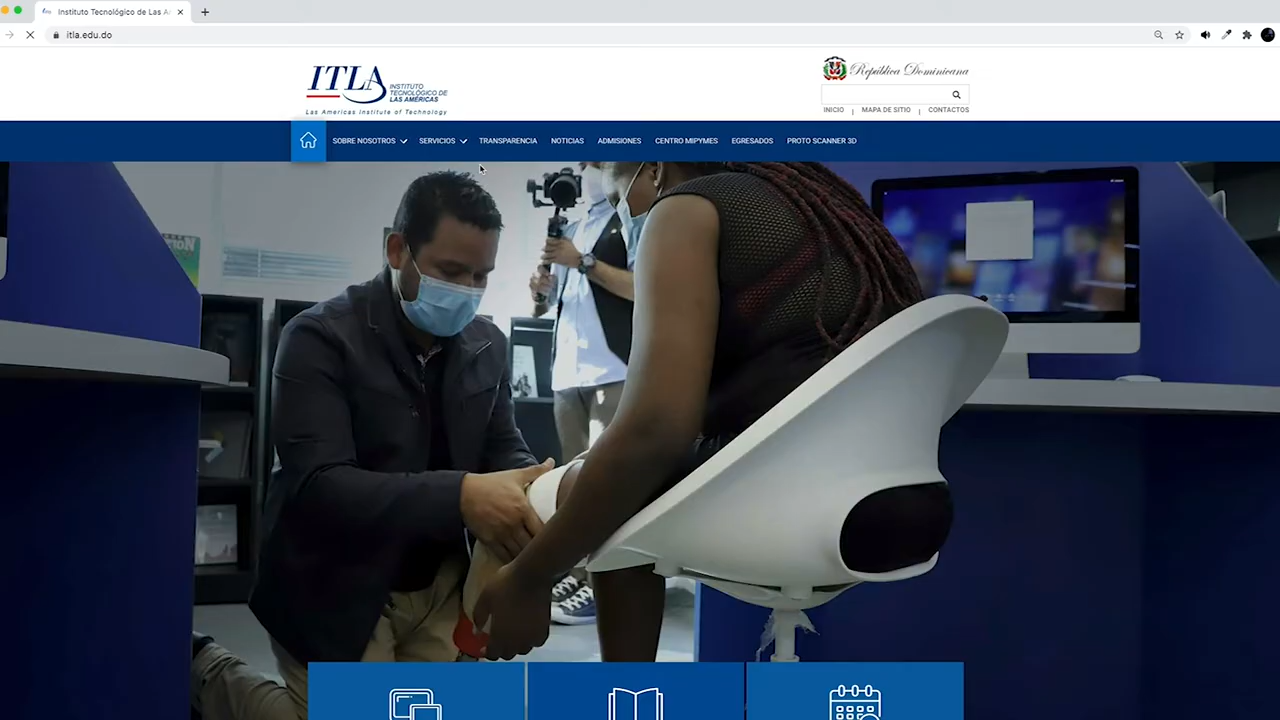 Instituto Tecnológico de Las A
itla.edu.do
ITLA
INSTITUTO
TECNOLÓGICO DE
LAS AMÉRICAS
Las Americas Institute of Technology
República Dominicana
INICIO | MAPA DE SITIO | CONTACTOS
SOBRE NOSOTROS SERVICIOS TRANSPARENCIA NOTICIAS ADMISIONES CENTRO MIPYMES EGRESADOS PROTO SCANNER 3D